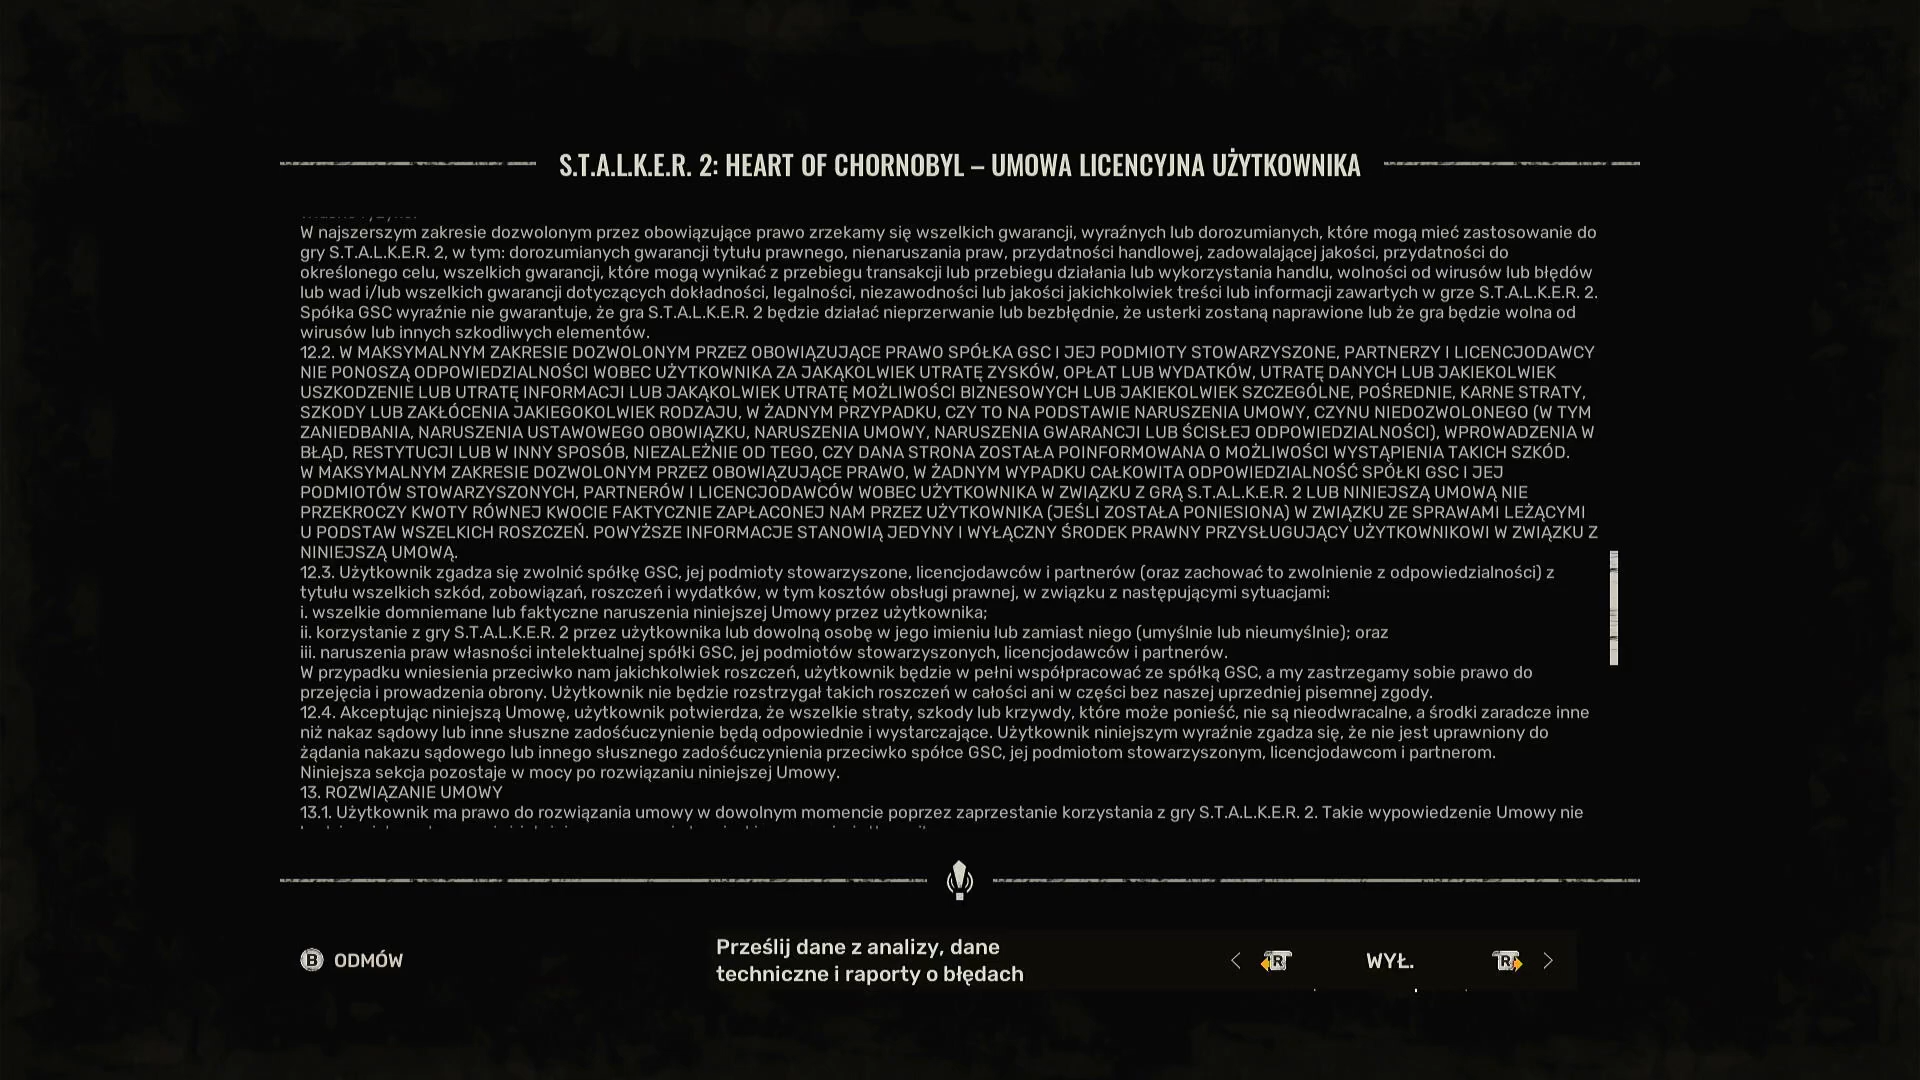 S.T.A.L.K.E.R. 2: HEART OF CHORNOBYL – UMOWA LICENCYJNA UŻYTKOWNIKA
W najszerszym zakresie dozwolonym przez obowiązujące prawo zrzekamy się wszelkich gwarancji, wyraźnych lub dorozumianych, które mogą mieć zastosowanie do
gry S.T.A.L.K.E.R. 2, w tym: dorozumianych gwarancji tytułu prawnego, nienaruszania praw, przydatności handlowej, zadowalającej jakości, przydatności do
określonego celu, wszelkich gwarancji, które mogą wynikać z przebiegu transakcji lub przebiegu działania lub wykorzystania handlu, wolności od wirusów lub błędów
lub wad i/lub wszelkich gwarancji dotyczących dokładności, legalności, niezawodności lub jakości jakichkolwiek treści lub informacji zawartych w grze S.T.A.L.K.E.R. 2.
Spółka GSC wyraźnie nie gwarantuje, że gra S.T.A.L.K.E.R. 2 będzie działać nieprzerwanie lub bezbłędnie, że usterki zostaną naprawione lub że gra będzie wolna od
wirusów lub innych szkodliwych elementów.
12.2. W MAKSYMALNYM ZAKRESIE DOZWOLONYM PRZEZ OBOWIĄZUJĄCE PRAWO SPÓŁKA GSC I JEJ PODMIOTY STOWARZYSZONE, PARTNERZY I LICENCJODAWCY
NIE PONOSZĄ ODPOWIEDZIALNOŚCI WOBEC UŻYTKOWNIKA ZA JAKĄKOLWIEK UTRATĘ ZYSKÓW, OPŁAT LUB WYDATKÓW, UTRATĘ DANYCH LUB JAKIEKOLWIEK
USZKODZENIE LUB UTRATĘ INFORMACJI LUB JAKĄKOLWIEK UTRATĘ MOŻLIWOŚCI BIZNESOWYCH LUB JAKIEKOLWIEK SZCZEGÓLNE, POŚREDNIE, KARNE STRATY,
SZKODY LUB ZAKŁÓCENIA JAKIEGOKOLWIEK RODZAJU, W ŻADNYM PRZYPADKU, CZY TO NA PODSTAWIE NARUSZENIA UMOWY, CZYNU NIEDOZWOLONEGO (W TYM
ZANIEDBANIA, NARUSZENIA USTAWOWEGO OBOWIĄZKU, NARUSZENIA UMOWY, NARUSZENIA GWARANCJI LUB ŚCISŁEJ ODPOWIEDZIALNOŚCI), WPROWADZENIA W
BŁĄD, RESTYTUCJI LUB W INNY SPOSÓB, NIEZALEŻNIE OD TEGO, CZY DANA STRONA ZOSTAŁA POINFORMOWANA O MOŻLIWOŚCI WYSTĄPIENIA TAKICH SZKÓD.
W MAKSYMALNYM ZAKRESIE DOZWOLONYM PRZEZ OBOWIĄZUJĄCE PRAWO, W ŻADNYM WYPADKU CAŁKOWITA ODPOWIEDZIALNOŚĆ SPÓŁKI GSC I JEJ
PODMIOTÓW STOWARZYSZONYCH, PARTNERÓW I LICENCJODAWCÓW WOBEC UŻYTKOWNIKA W ZWIĄZKU Z GRĄ S.T.A.L.K.E.R. 2 LUB NINIEJSZĄ UMOWĄ NIE
PRZEKROCZY KWOTY RÓWNEJ KWOCIE FAKTYCZNIE ZAPŁACONEJ NAM PRZEZ UŻYTKOWNIKA (JEŚLI ZOSTAŁA PONIESIONA) W ZWIĄZKU ZE SPRAWAMI LEŻĄCYMI
U PODSTAW WSZELKICH ROSZCZEŃ. POWYŻSZE INFORMACJE STANOWIĄ JEDYNY I WYŁĄCZNY ŚRODEK PRAWNY PRZYSŁUGUJĄCY UŻYTKOWNIKOWI W ZWIĄZKU Z
NINIEJSZĄ UMOWĄ.
12.3. Użytkownik zgadza się zwolnić spółkę GSC, jej podmioty stowarzyszone, licencjodawców i partnerów (oraz zachować to zwolnienie z odpowiedzialności) z
tytułu wszelkich szkód, zobowiązań, roszczeń i wydatków, w tym kosztów obsługi prawnej, w związku z następującymi sytuacjami:
i. wszelkie domniemane lub faktyczne naruszenia niniejszej Umowy przez użytkownika;
ii. korzystanie z gry S.T.A.L.K.E.R. 2 przez użytkownika lub dowolną osobę w jego imieniu lub zamiast niego (umyślnie lub nieumyślnie); oraz
iii. naruszenia praw własności intelektualnej spółki GSC, jej podmiotów stowarzyszonych, licencjodawców i partnerów.
W przypadku wniesienia przeciwko nam jakichkolwiek roszczeń, użytkownik będzie w pełni współpracować ze spółką GSC, a my zastrzegamy sobie prawo do
przejęcia i prowadzenia obrony. Użytkownik nie będzie rozstrzygał takich roszczeń w całości ani w części bez naszej uprzedniej pisemnej zgody.
12.4. Akceptując niniejszą Umowę, użytkownik potwierdza, że wszelkie straty, szkody lub krzywdy, które może ponieść, nie są nieodwracalne, a środki zaradcze inne
niż nakaz sądowy lub inne słuszne zadośćuczynienie będą odpowiednie i wystarczające. Użytkownik niniejszym wyraźnie zgadza się, że nie jest uprawniony do
żądania nakazu sądowego lub innego słusznego zadośćuczynienia przeciwko spółce GSC, jej podmiotom stowarzyszonym, licencjodawcom i partnerom.
Niniejsza sekcja pozostaje w mocy po rozwiązaniu niniejszej Umowy.
13. ROZWIĄZANIE UMOWY
13.1. Użytkownik ma prawo do rozwiązania umowy w dowolnym momencie poprzez zaprzestanie korzystania z gry S.T.A.L.K.E.R. 2. Takie wypowiedzenie Umowy nie
B ODMÓW
Prześlij dane z analizy, dane
techniczne i raporty o błędach
R WYŁ. R